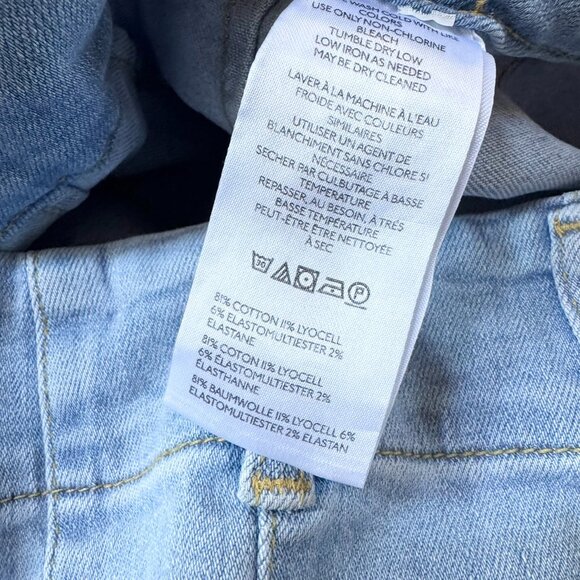 WASH COLD WITH LIKE
COLORS
USE ONLY NON-CHLORINE
BLEACH
TUMBLE DRY LOW
LOW IRON AS NEEDED
MAY BE DRY CLEANED
LAVER À LA MACHINE À L'EAU
FROIDE AVEC COULEURS
SIMILAIRES
UTILISER UN AGENT DE
BLANCHIMENT SANS CHLORE SI
NÉCESSAIRE
SECHER PAR CULBUTAGE À BASSE
TEMPERATURE
REPASSER, AU BESOIN, À TRÈS
BASSE TEMPÉRATURE
PEUT-ÊTRE NETTOYÉE
À SEC
30 P
81% COTTON 11% LYOCELL
6% ELASTOMULTIESTER 2%
ELASTANE
81% COTON 11% LYOCELL
6% ÉLASTOMULTIESTER 2%
ÉLASTHANNE
81% BAUMWOLLE 11% LYOCELL 6%
ELASTOMULTIESTER 2% ELASTAN